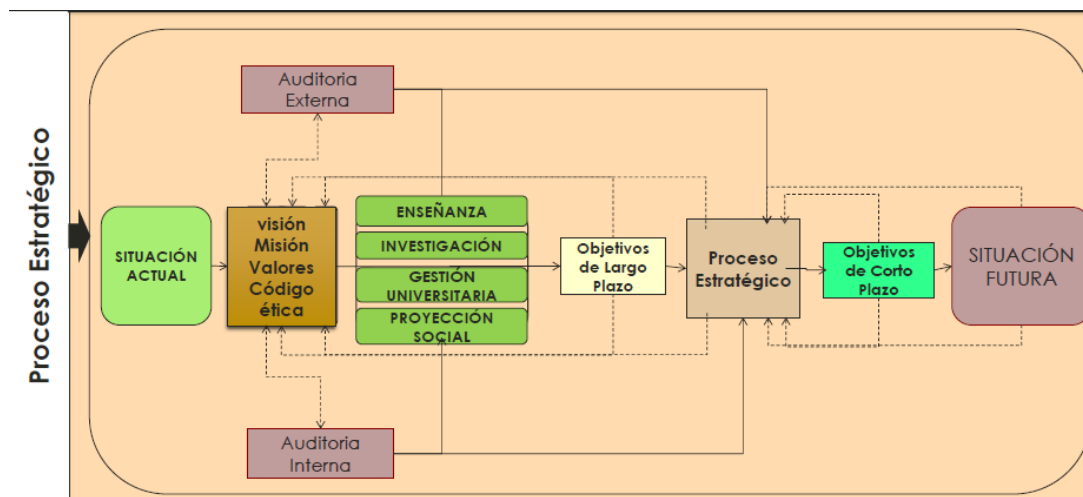 Proceso Estratégico
Auditoria
Externa
SITUACIÓN
ACTUAL
visión
Misión
Valores
Código
ética
ENSEÑANZA
INVESTIGACIÓN
GESTIÓN
UNIVERSITARIA
PROYECCIÓN
SOCIAL
Objetivos
de Largo
Plazo
Proceso
Estratégico
Objetivos
de Corto
Plazo
SITUACIÓN
FUTURA
Auditoria
Interna